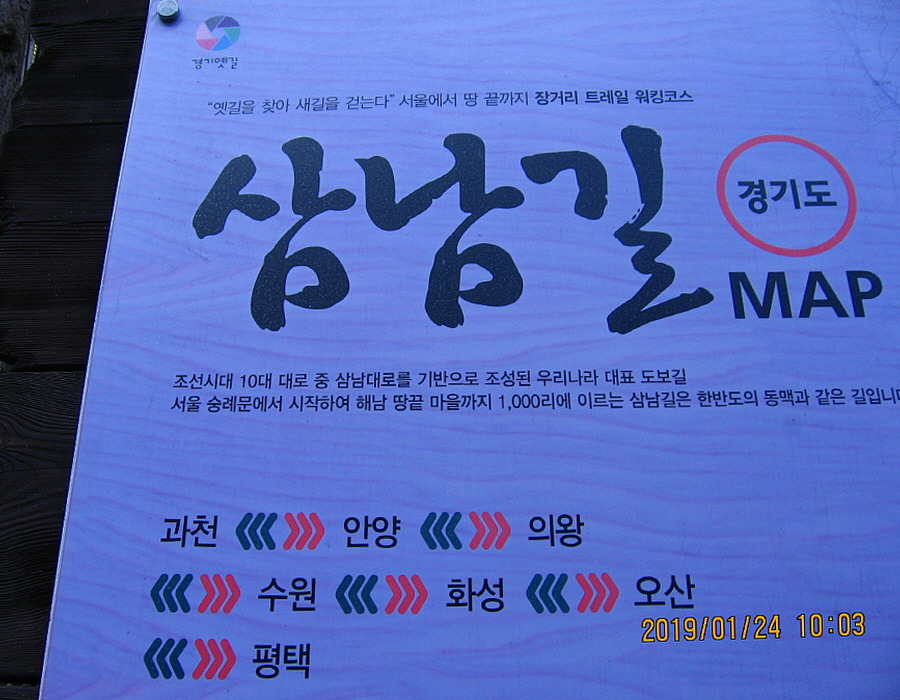 경기옛길
“옛길을 찾아 새길을 걷는다” 서울에서 땅 끝까지 장거리 트레일 워킹코스
삼남길
경기도
MAP
조선시대 10대 대로 중 삼남대로를 기반으로 조성된 우리나라 대표 도보길
서울 숭례문에서 시작하여 해남 땅끝 마을까지 1,000리에 이르는 삼남길은 한반도의 동맥과 같은 길입니
과천 안양 의왕
수원 화성 오산
평택
2019/01/24 10:03